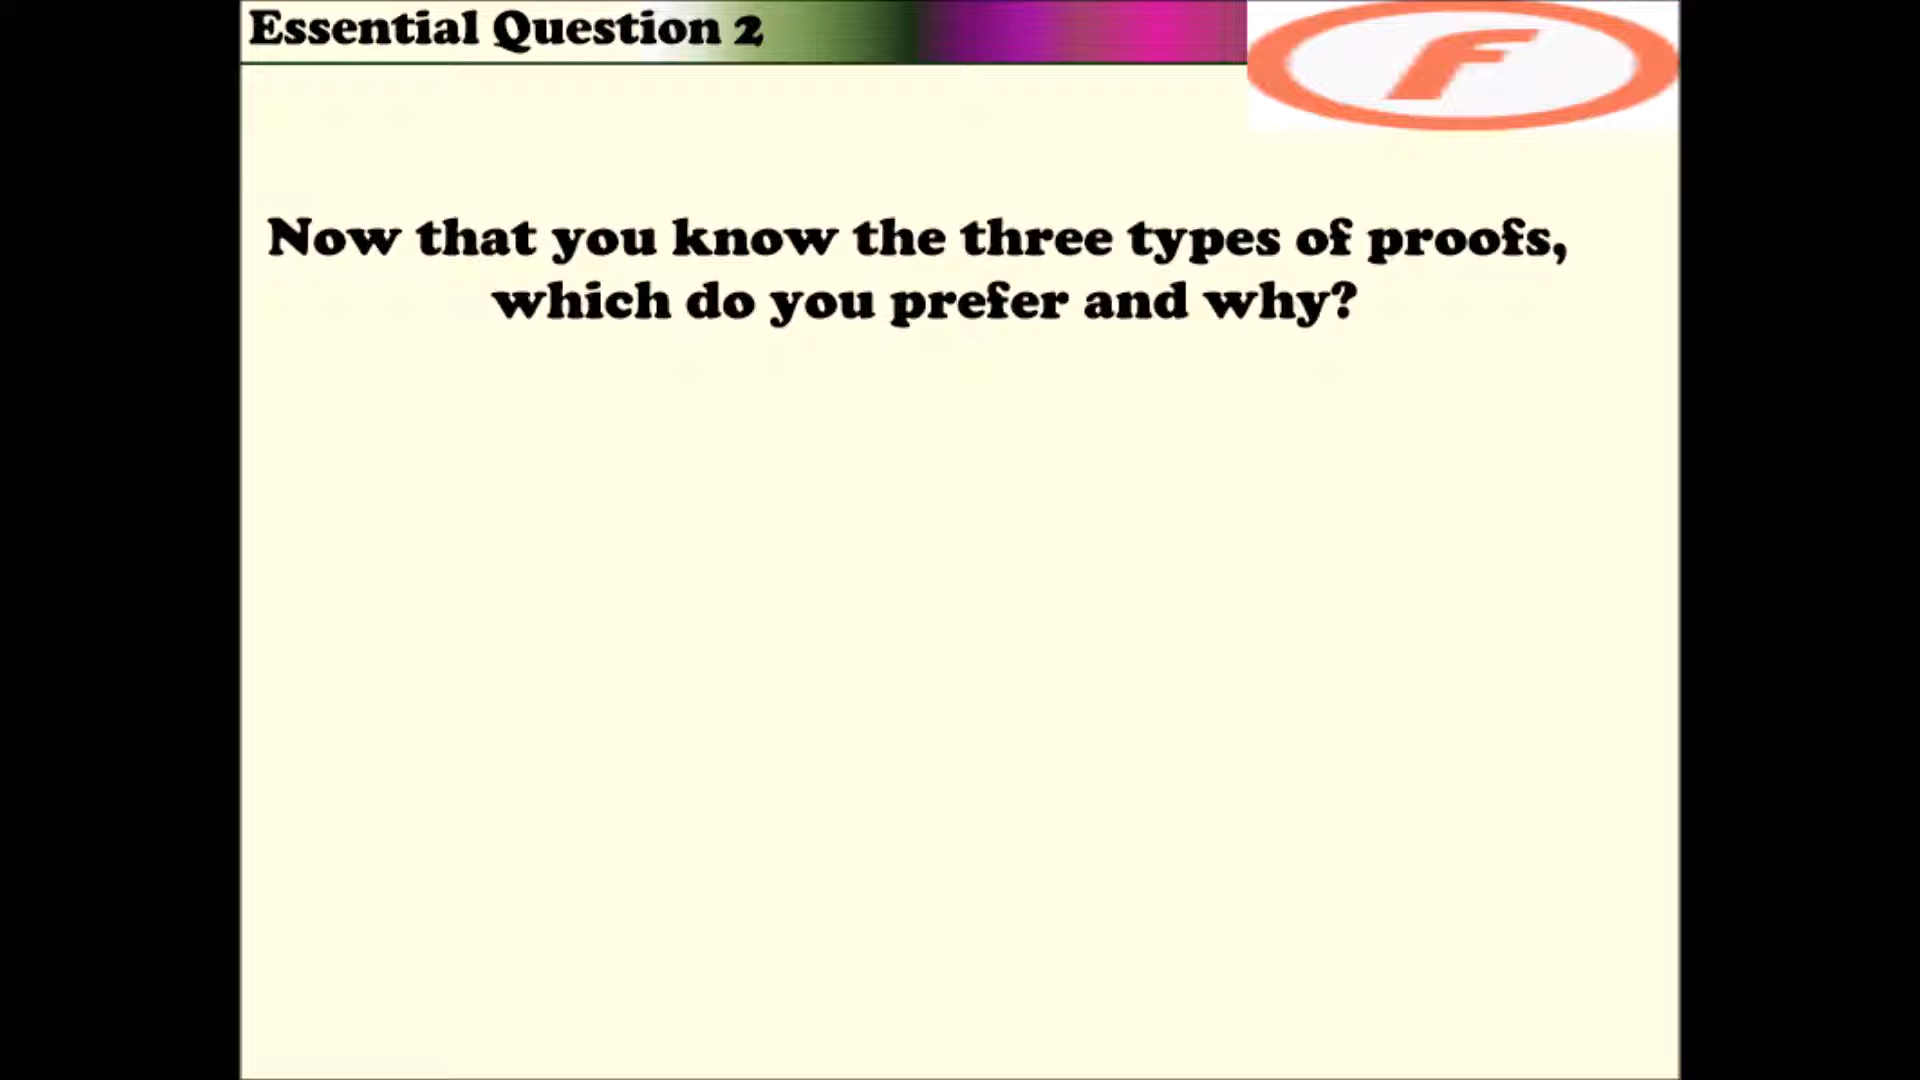 Essential Question 2
F
Now that you know the three types of proofs,
which do you prefer and why?